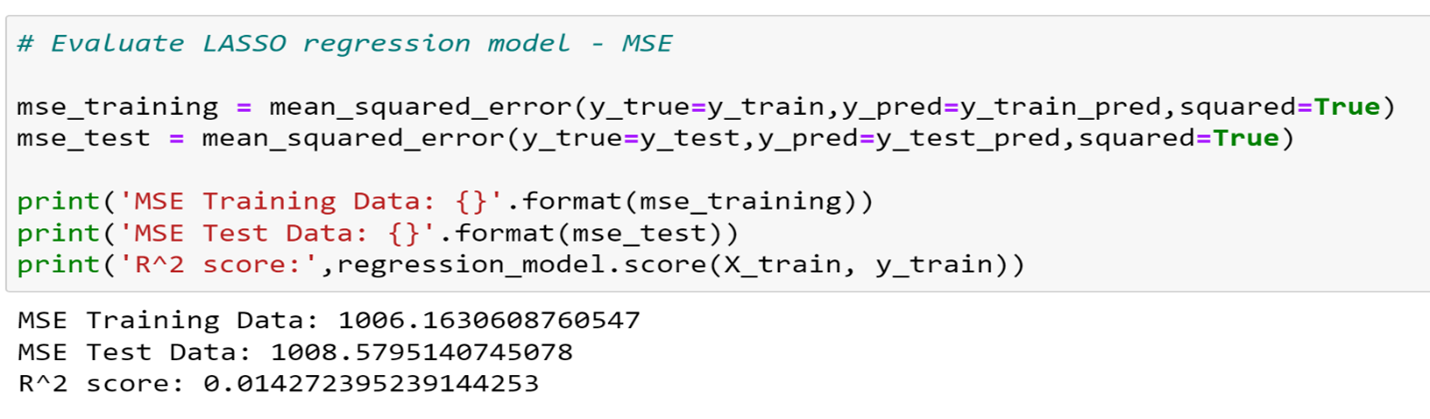 # Evaluate LASSO regression model - MSE
mse_training = mean_squared_error(y_true=y_train,y_pred=y_train_pred,squared=True)
mse_test = mean_squared_error(y_true=y_test,y_pred=y_test_pred,squared=True)
print('MSE Training Data: {}'.format(mse_training))
print('MSE Test Data: {}'.format(mse_test))
print('R^2 score:',regression_model.score(X_train, y_train))
MSE Training Data: 1006.1630608760547
MSE Test Data: 1008.5795140745078
R^2 score: 0.014272395239144253